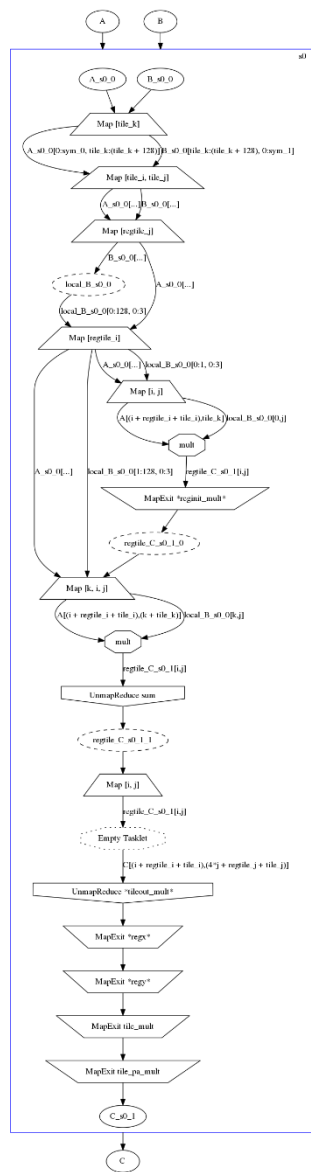 A B
s0
A_s0_0 B_s0_0
Map [tile_k]
A_s0_0[0:sym_0, tile_k:(tile_k + 128)] B_s0_0[tile_k:(tile_k + 128), 0:sym_1]
Map [tile_i, tile_j]
A_s0_0[...] B_s0_0[...]
Map [regtile_j]
B_s0_0[...]
local_B_s0_0 A_s0_0[...]
local_B_s0_0[0:128, 0:3]
Map [regtile_i]
A_s0_0[...] local_B_s0_0[0:1, 0:3]
Map [i, j]
A[(i + regtile_i + tile_i),tile_k] local_B_s0_0[0,j]
mult
A_s0_0[...] local_B_s0_0[1:128, 0:3] regtile_C_s0_1[i,j]
MapExit *reginit_mult*
regtile_C_s0_1_0
Map [k, i, j]
A[(i + regtile_i + tile_i),(k + tile_k)] local_B_s0_0[k,j]
mult
regtile_C_s0_1[i,j]
UnmapReduce sum
regtile_C_s0_1_1
Map [i, j]
regtile_C_s0_1[i,j]
Empty Tasklet
C[(i + regtile_i + tile_i),(4*j + regtile_j + tile_j)]
UnmapReduce *tileout_mult*
MapExit *regx*
MapExit *regy*
MapExit tile_mult
MapExit tile_pa_mult
C_s0_1
C